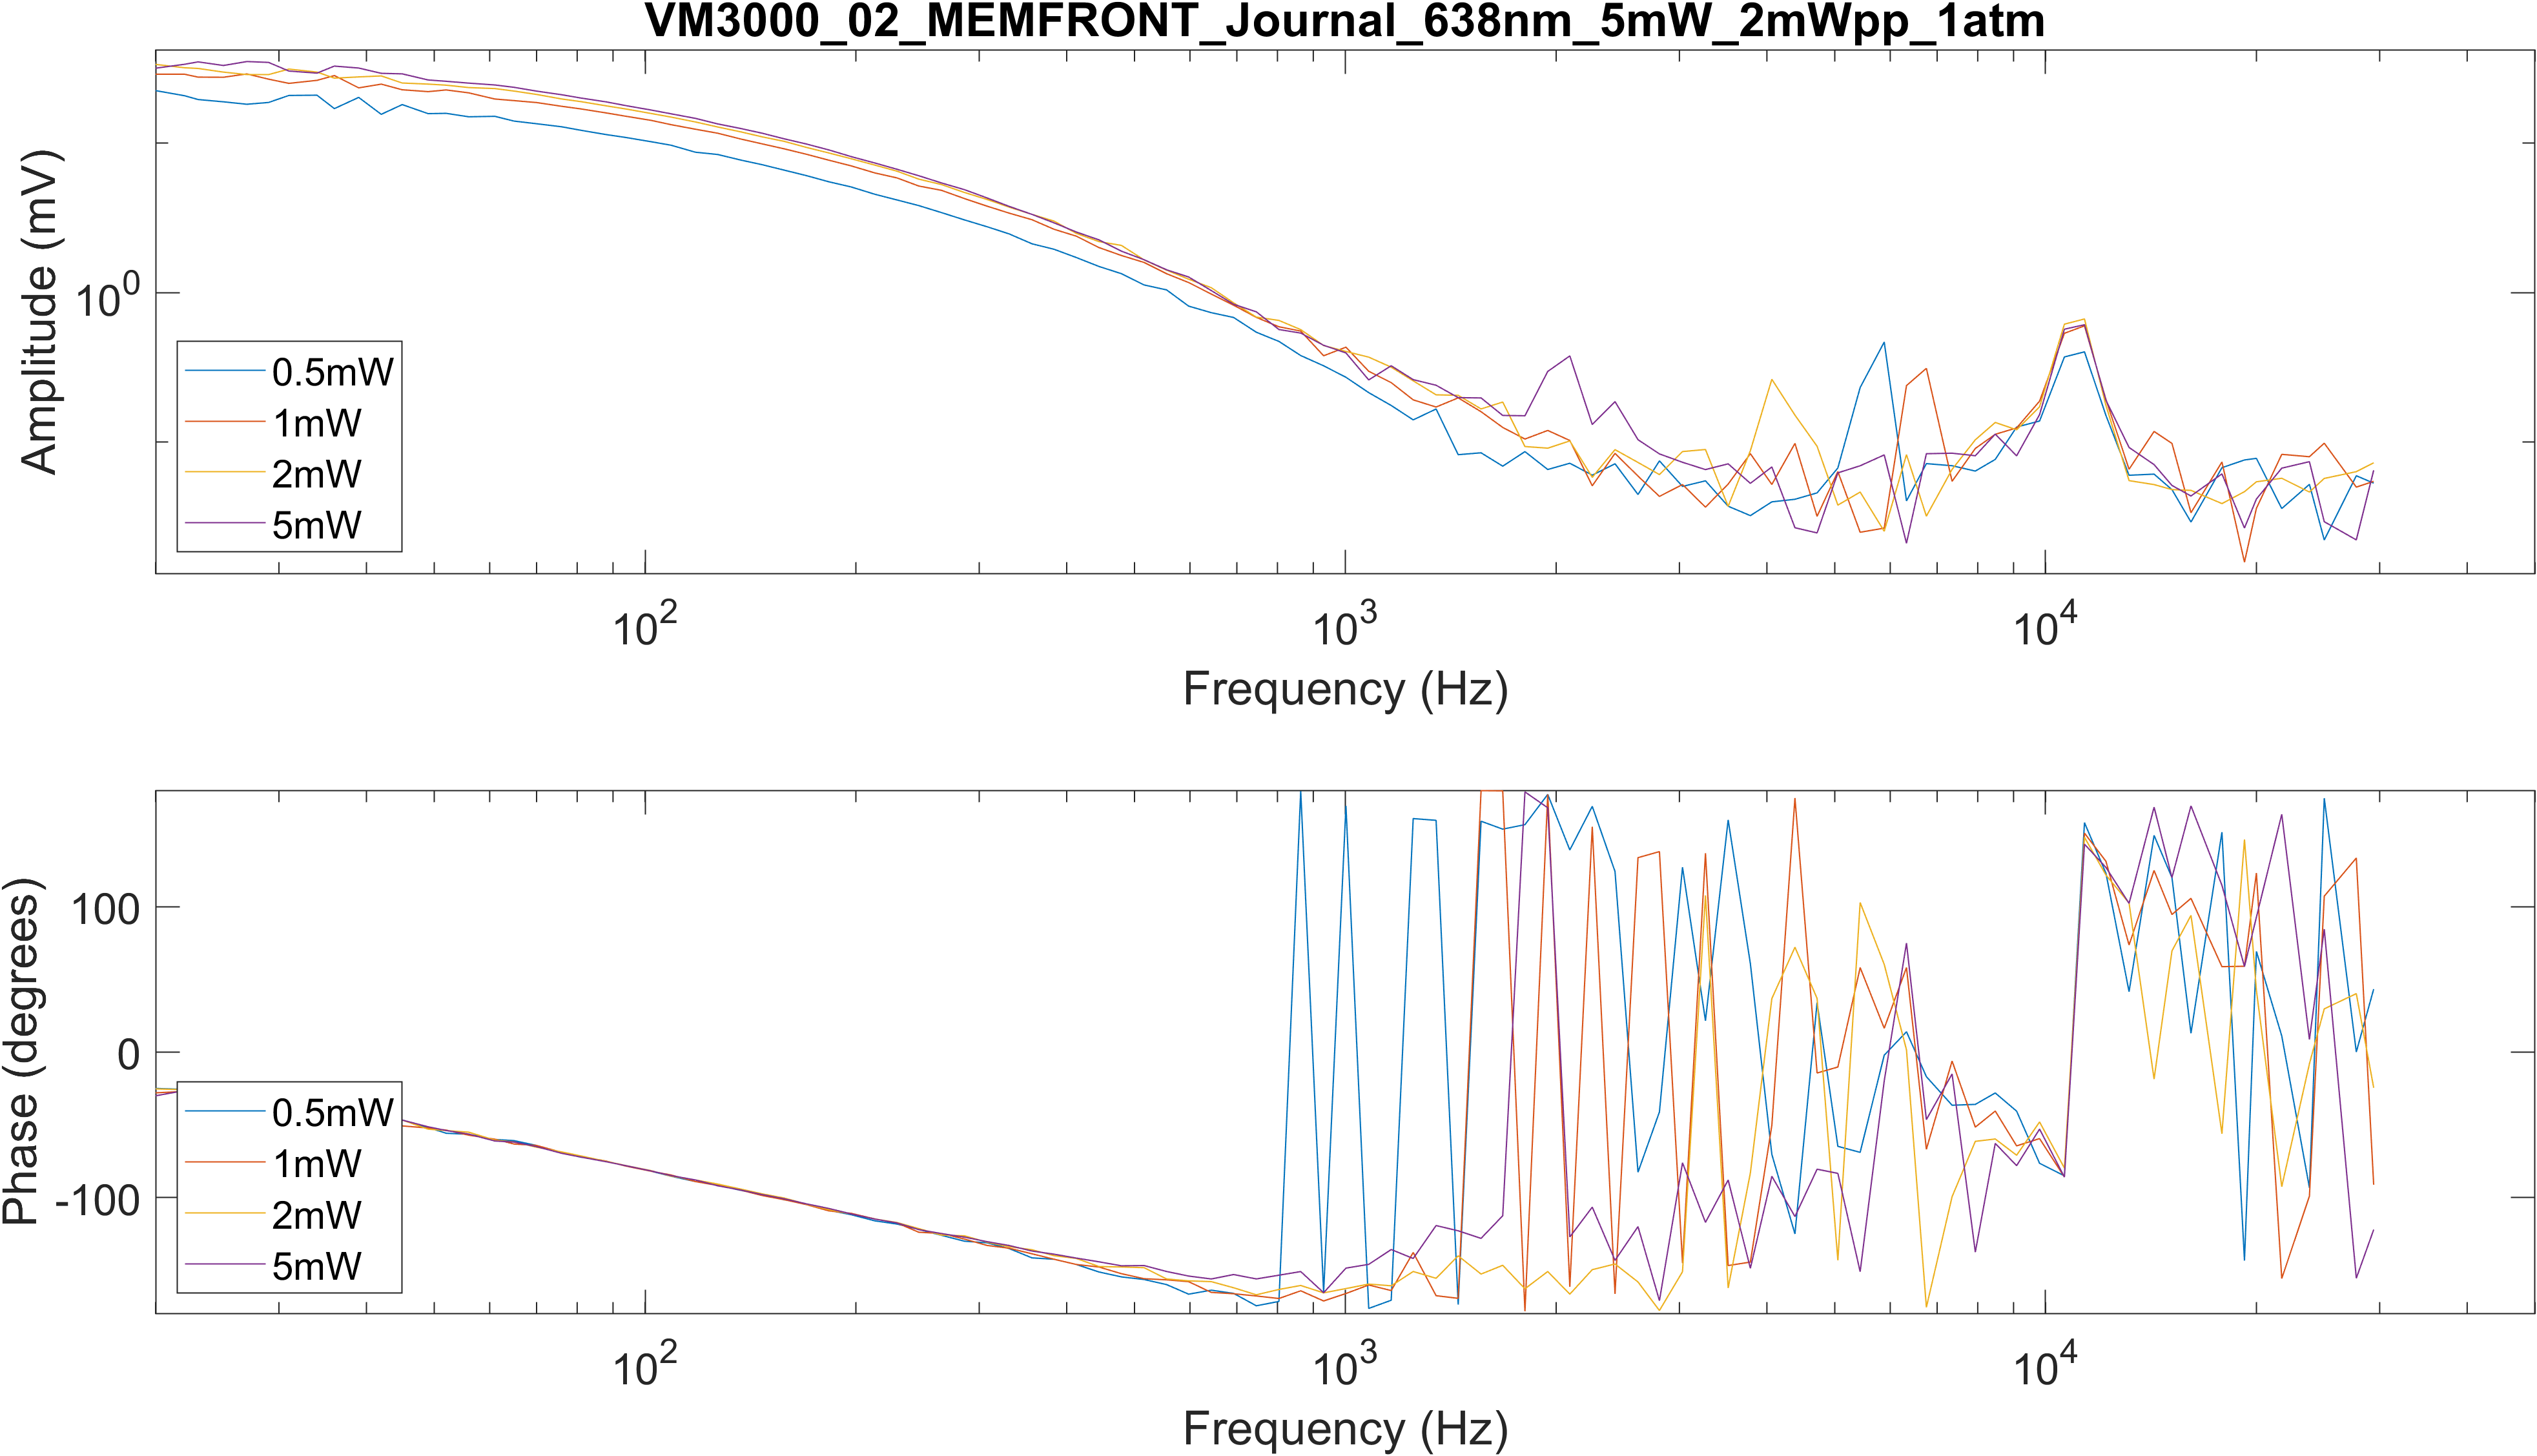 VM3000_02_MEMFRONT_Journal_638nm_5mW_2mWpp_1atm
Amplitude (mV)
10^0
0.5mW
1mW
2mW
5mW
10^2
10^3
10^4
Frequency (Hz)
Phase (degrees)
100
0
-100
0.5mW
1mW
2mW
5mW
10^2
10^3
10^4
Frequency (Hz)